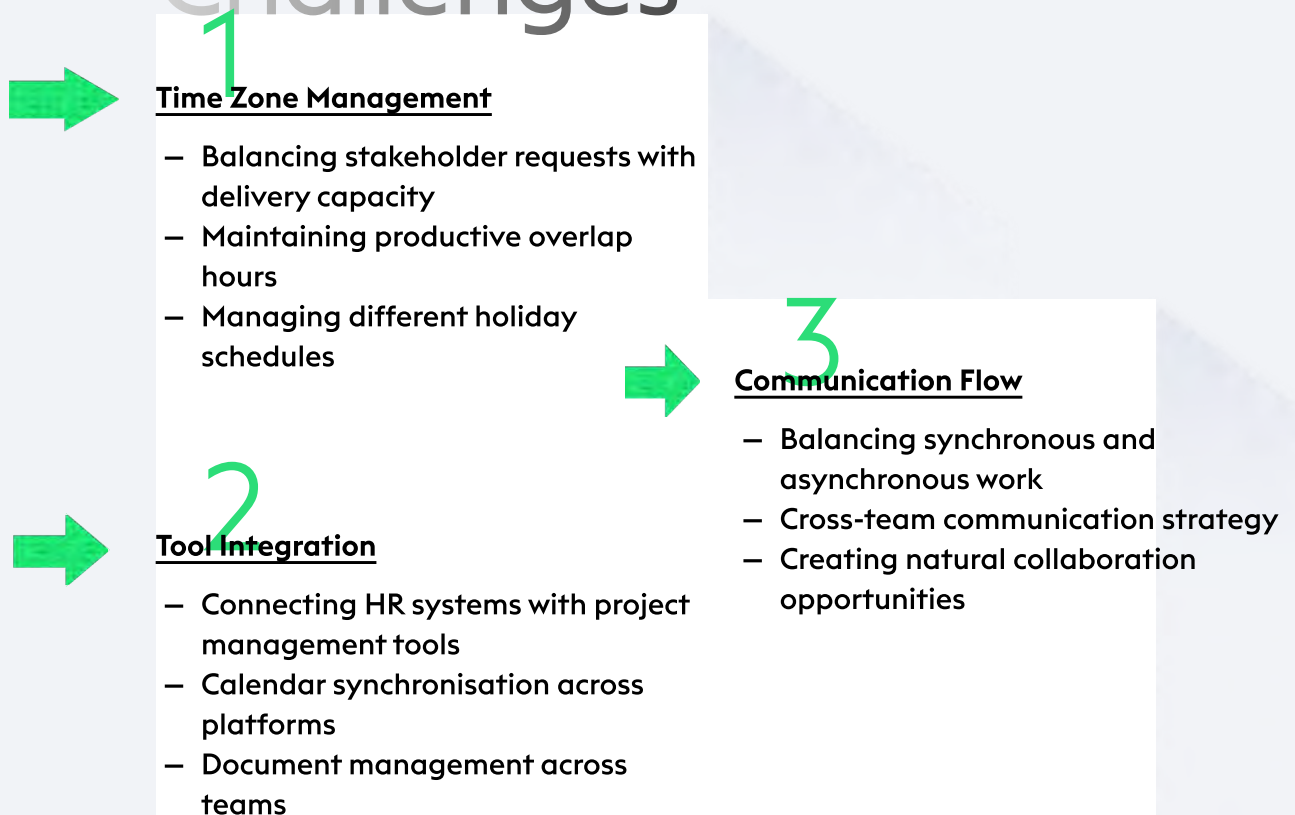 Challenges
1
Time Zone Management
– Balancing stakeholder requests with
delivery capacity
– Maintaining productive overlap
hours
– Managing different holiday
schedules
2
Tool Integration
– Connecting HR systems with project
management tools
– Calendar synchronisation across
platforms
– Document management across
teams
3
Communication Flow
– Balancing synchronous and
asynchronous work
– Cross-team communication strategy
– Creating natural collaboration
opportunities